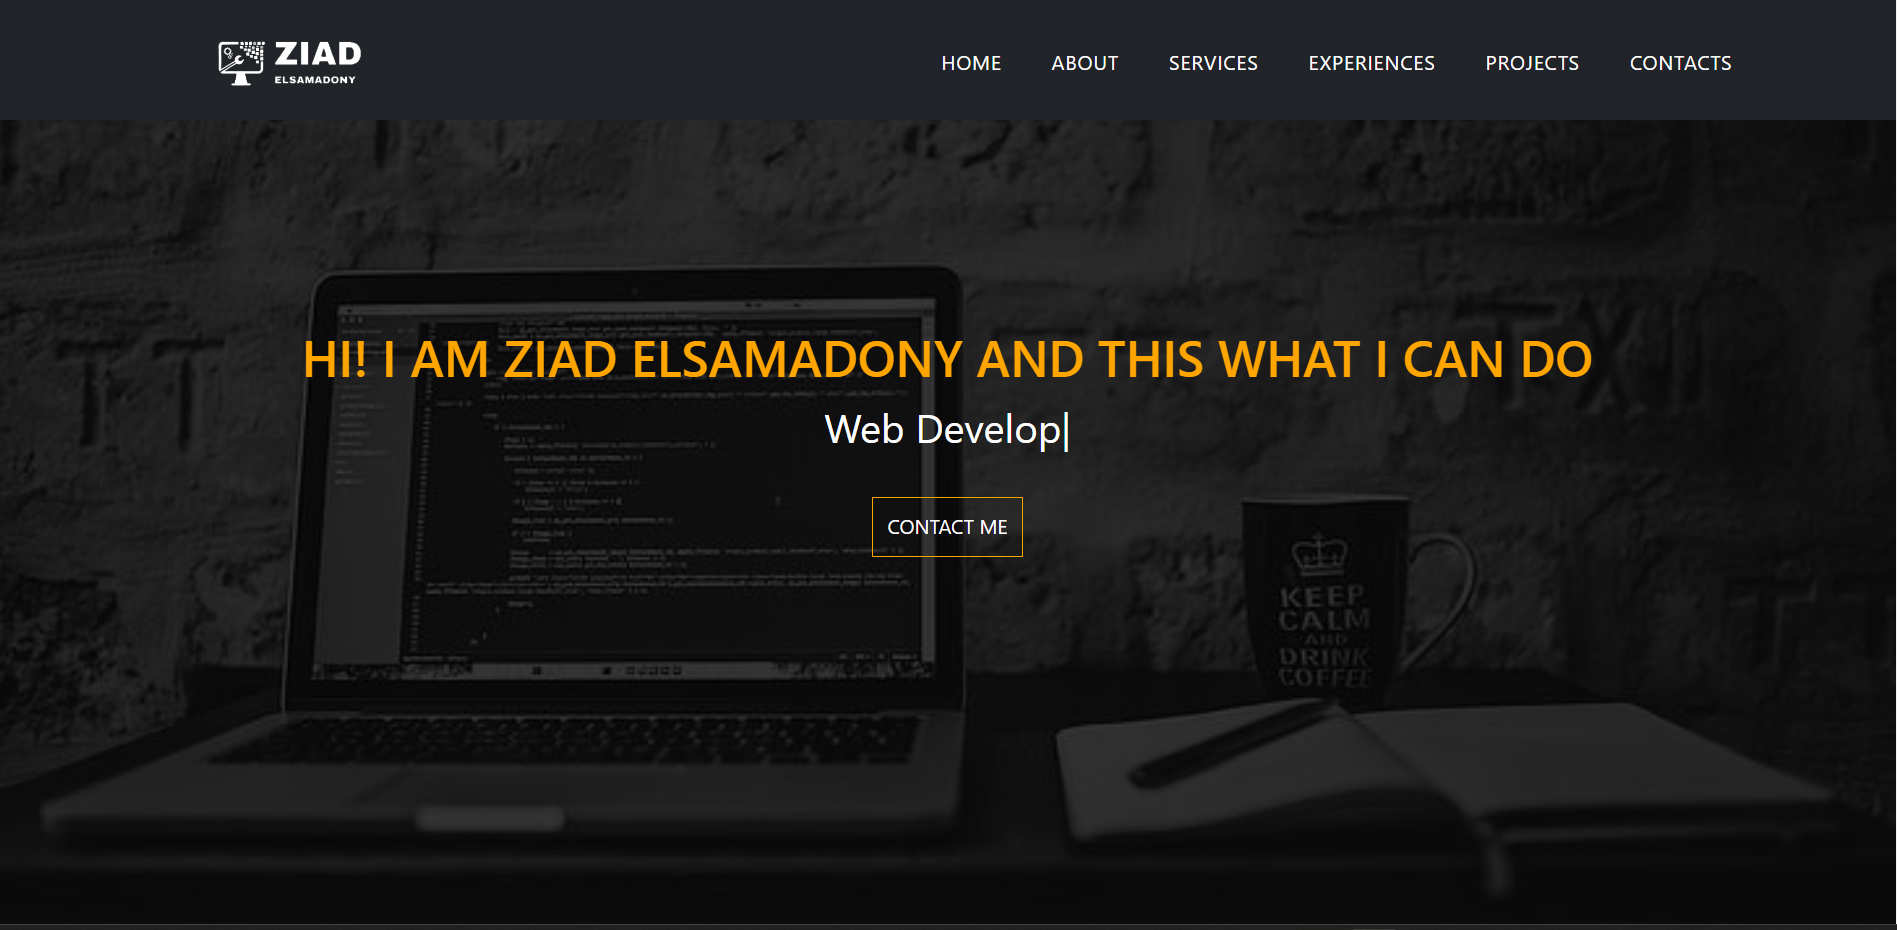 ZIAD
ELSAMADONY
HOME ABOUT SERVICES EXPERIENCES PROJECTS CONTACTS
HI! I AM ZIAD ELSAMADONY AND THIS WHAT I CAN DO
Web Develop|
CONTACT ME
KEEP
CALM
AND
DRINK
COFFEE